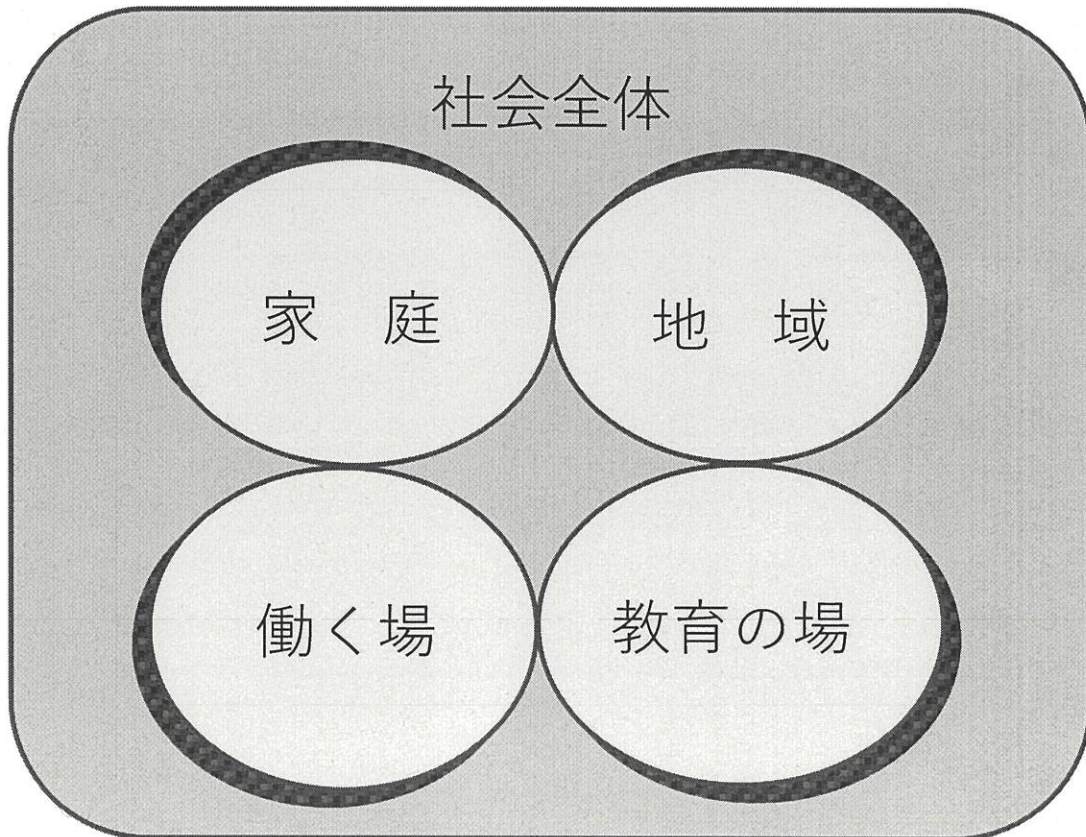 社会全体
家　庭
地　域
働く場
教育の場